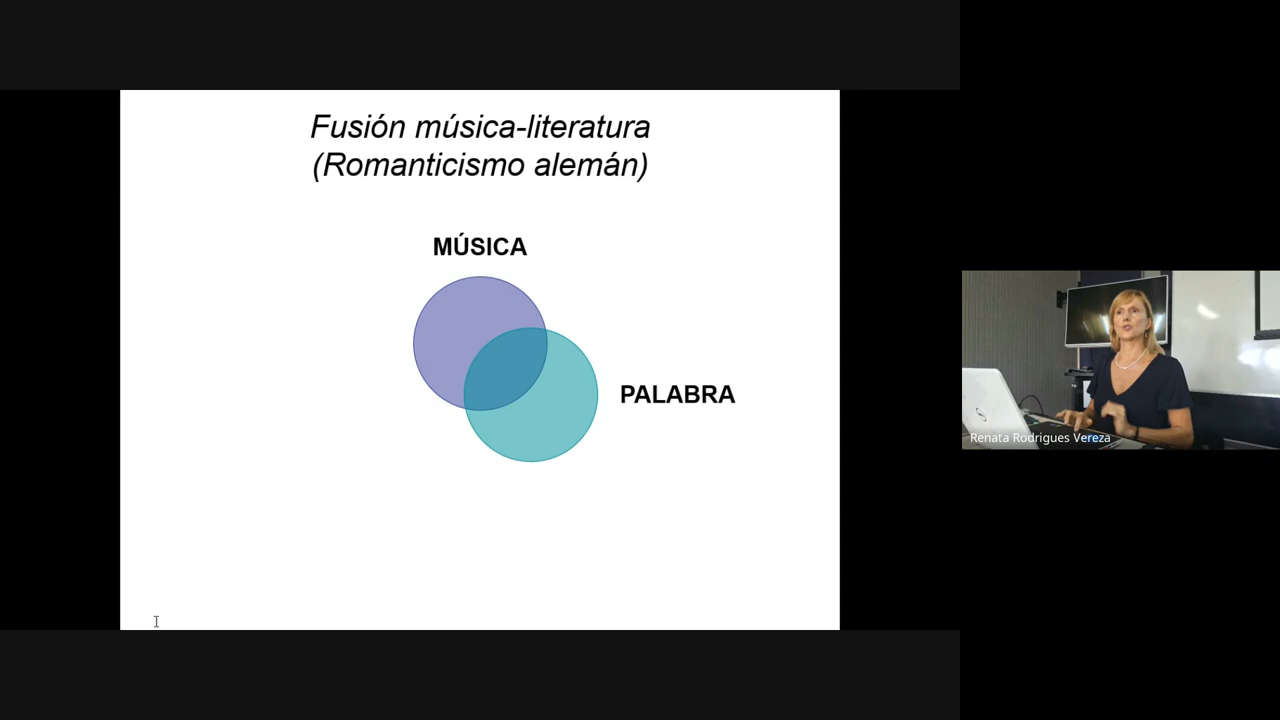 Fusión música-literatura
(Romanticismo alemán)
MÚSICA
PALABRA
Renata Rodrigues Vereza